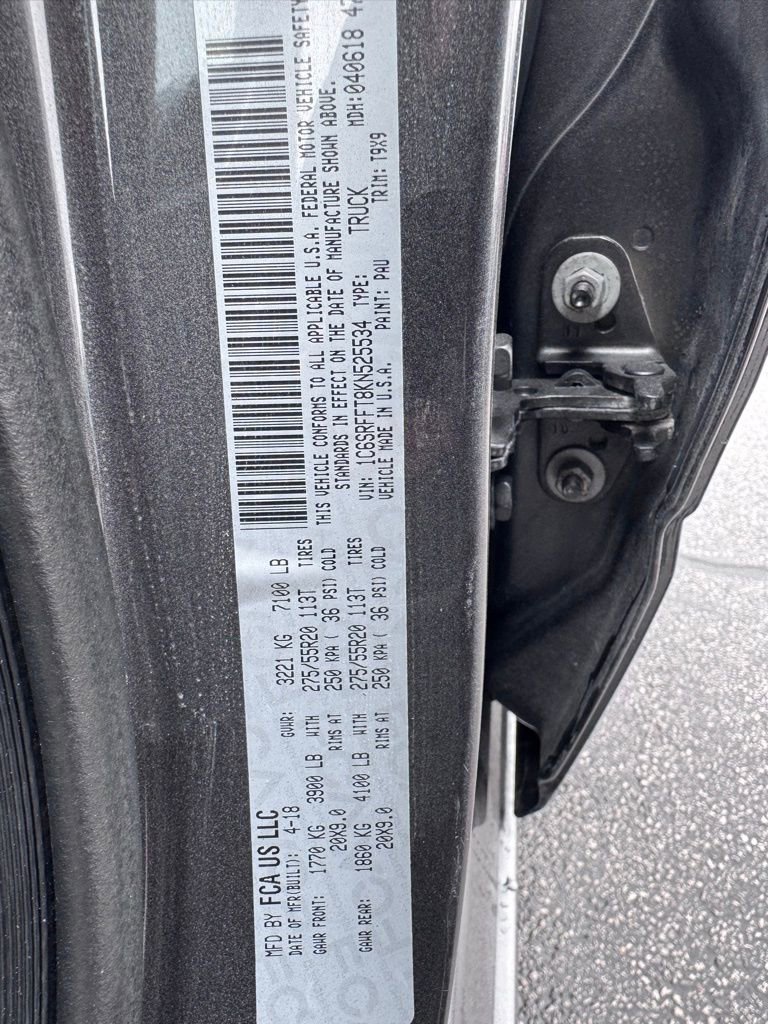 MFD BY FCA US LLC
DATE OF MFR(BUILT): 4-18 GVWR: 3221 KG 7100 LB
GAWR FRONT: 1770 KG 3900 LB WITH 275/55R20 113T TIRES
20X9.0 RIMS AT 250 KPA ( 36 PSI) COLD
GAWR REAR: 1860 KG 4100 LB WITH 275/55R20 113T TIRES
20X9.0 RIMS AT 250 KPA ( 36 PSI) COLD
THIS VEHICLE CONFORMS TO ALL APPLICABLE U.S.A. FEDERAL MOTOR VEHICLE SAFETY
STANDARDS IN EFFECT ON THE DATE OF MANUFACTURE SHOWN ABOVE.
VIN: 1C6SRFFT8KN525534 TYPE: TRUCK MDH:040618 47
VEHICLE MADE IN U.S.A. PAINT: PAU TRIM: T9X9